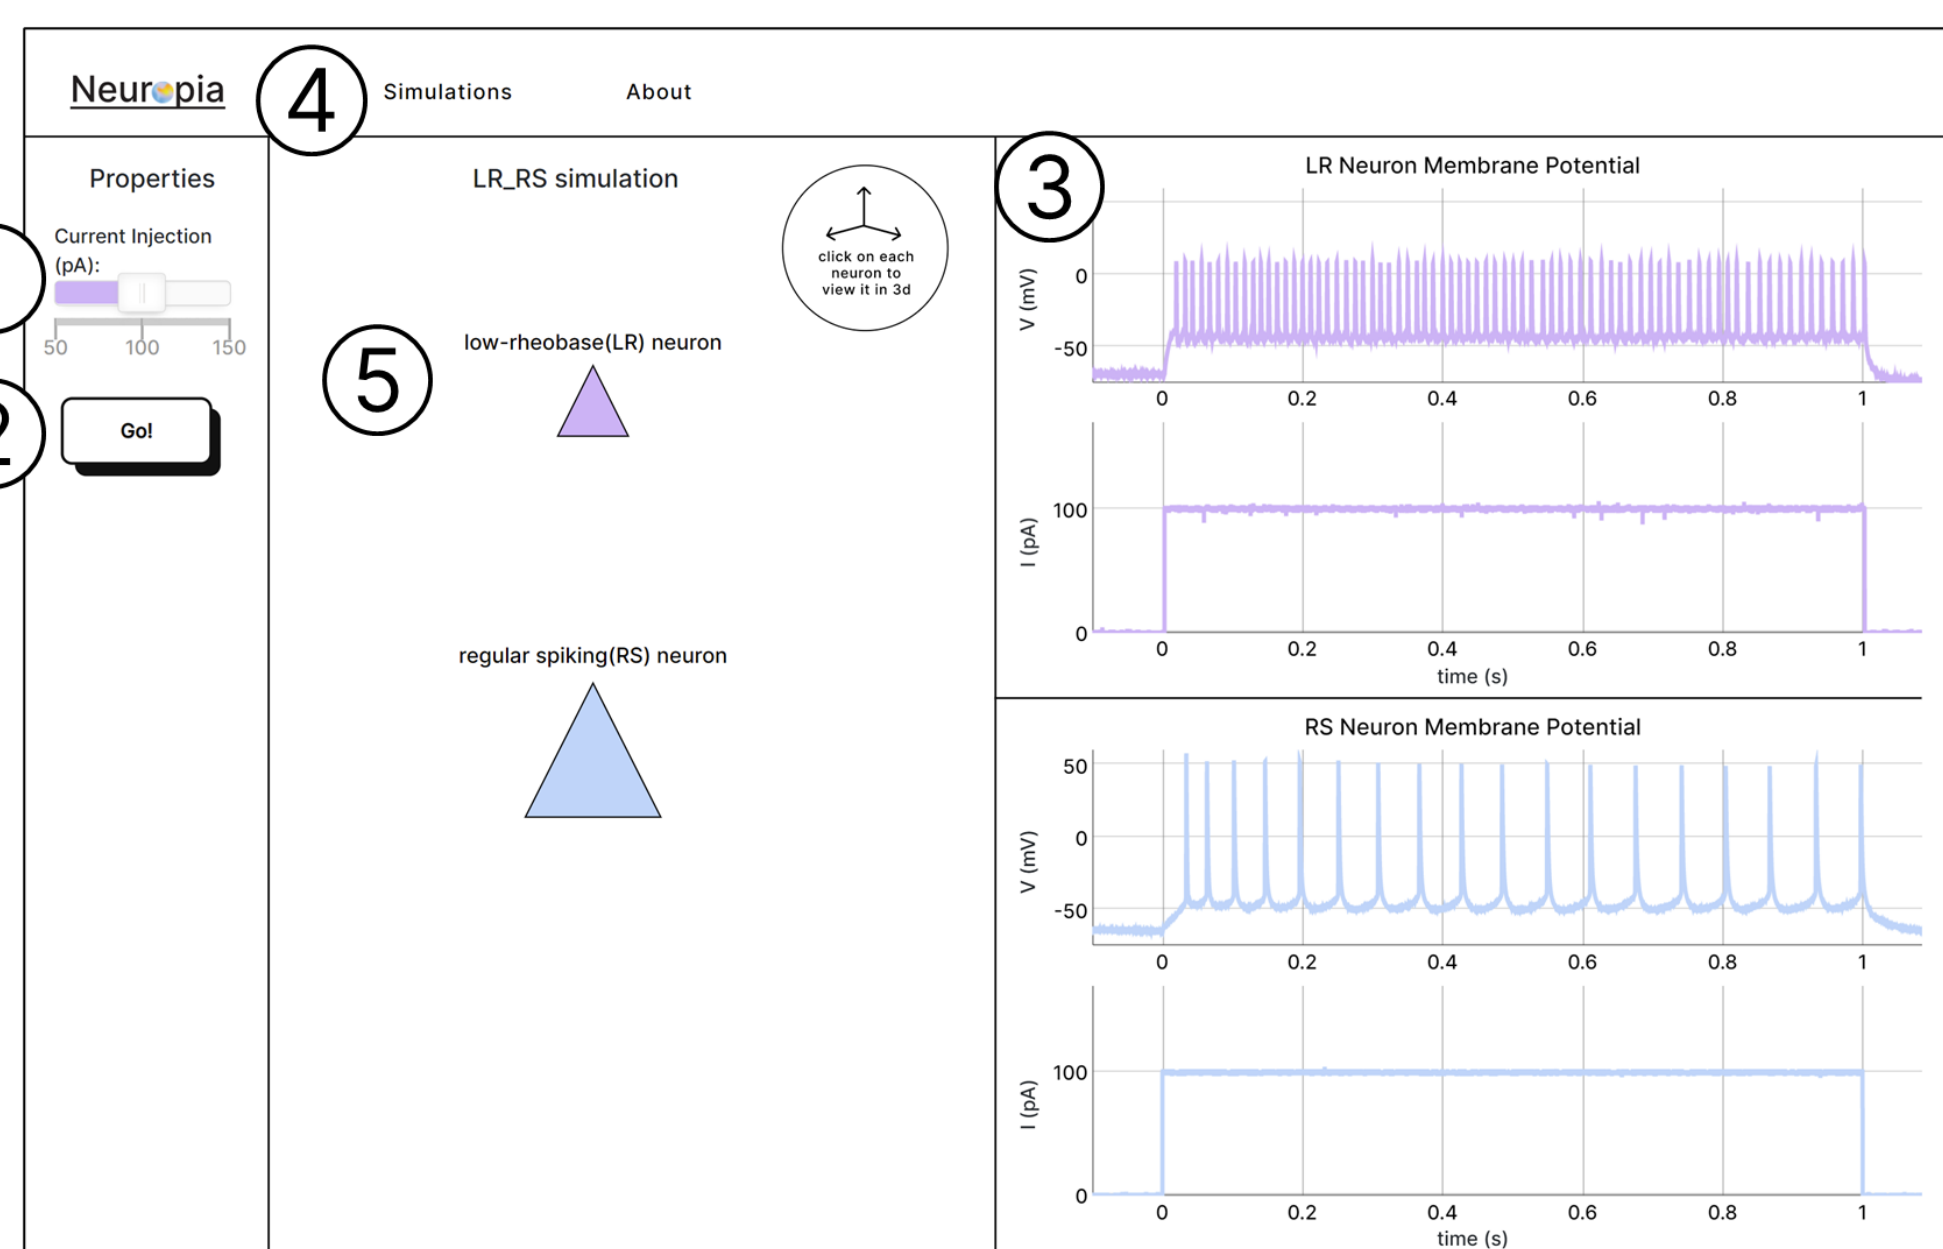 Neuropia
4
Simulations
About
Properties
Current Injection
(pA):
50 100 150
2
Go!
LR_RS simulation
click on each
neuron to
view it in 3d
5
low-rheobase(LR) neuron
regular spiking(RS) neuron
3
LR Neuron Membrane Potential
V (mV)
0
-50
0 0.2 0.4 0.6 0.8 1
I (pA)
100
0
0 0.2 0.4 0.6 0.8 1
time (s)
RS Neuron Membrane Potential
V (mV)
50
0
-50
0 0.2 0.4 0.6 0.8 1
I (pA)
100
0
0 0.2 0.4 0.6 0.8 1
time (s)